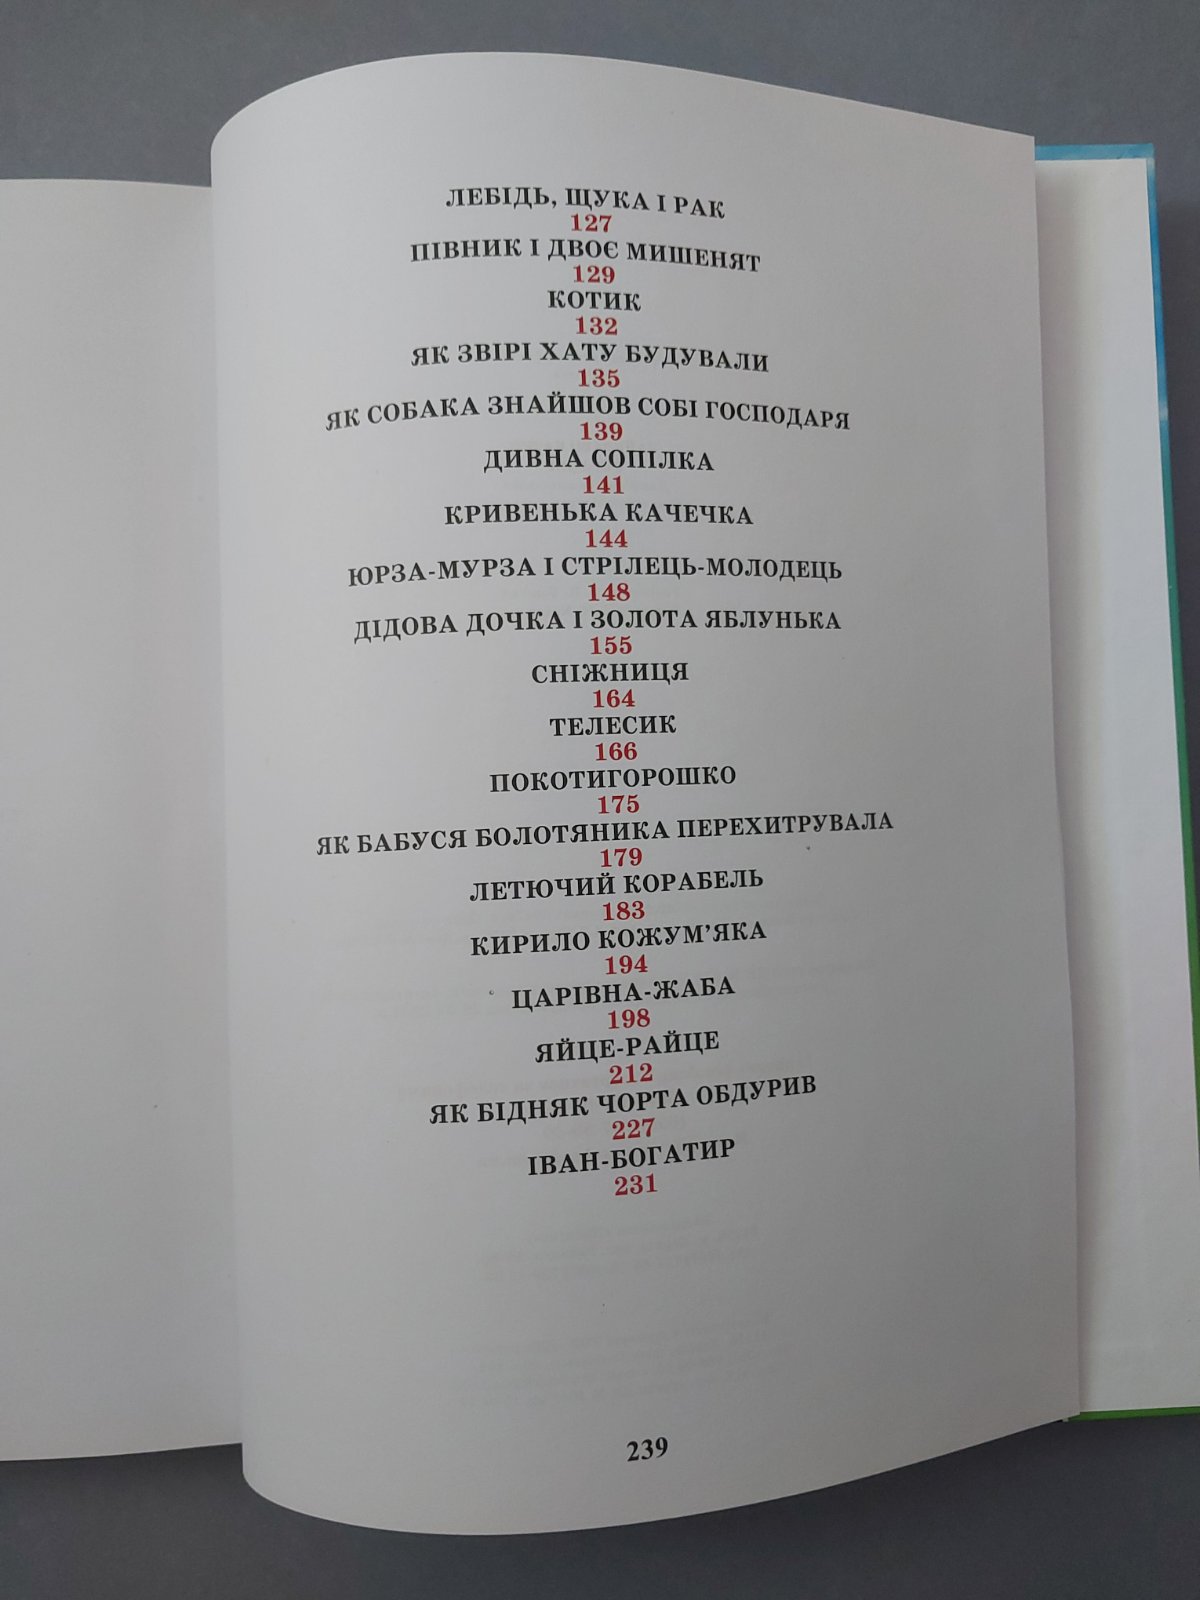 ЛЕБІДЬ, ЩУКА І РАК
127
ПІВНИК І ДВОЄ МИШЕНЯТ
129
КОТИК
132
ЯК ЗВІРІ ХАТУ БУДУВАЛИ
135
ЯК СОБАКА ЗНАЙШОВ СОБІ ГОСПОДАРЯ
139
ДИВНА СОПІЛКА
141
КРИВЕНЬКА КАЧЕЧКА
144
ЮРЗА-МУРЗА І СТРІЛЕЦЬ-МОЛОДЕЦЬ
148
ДІДОВА ДОЧКА І ЗОЛОТА ЯБЛУНЬКА
155
СНІЖНИЦЯ
164
ТЕЛЕСИК
166
ПОКОТИГОРОШКО
175
ЯК БАБУСЯ БОЛОТЯНИКА ПЕРЕХИТРУВАЛА
179
ЛЕТЮЧИЙ КОРАБЕЛЬ
183
КИРИЛО КОЖУМ’ЯКА
194
ЦАРІВНА-ЖАБА
198
ЯЙЦЕ-РАЙЦЕ
212
ЯК БІДНЯК ЧОРТА ОБДУРИВ
227
ІВАН-БОГАТИР
231
239